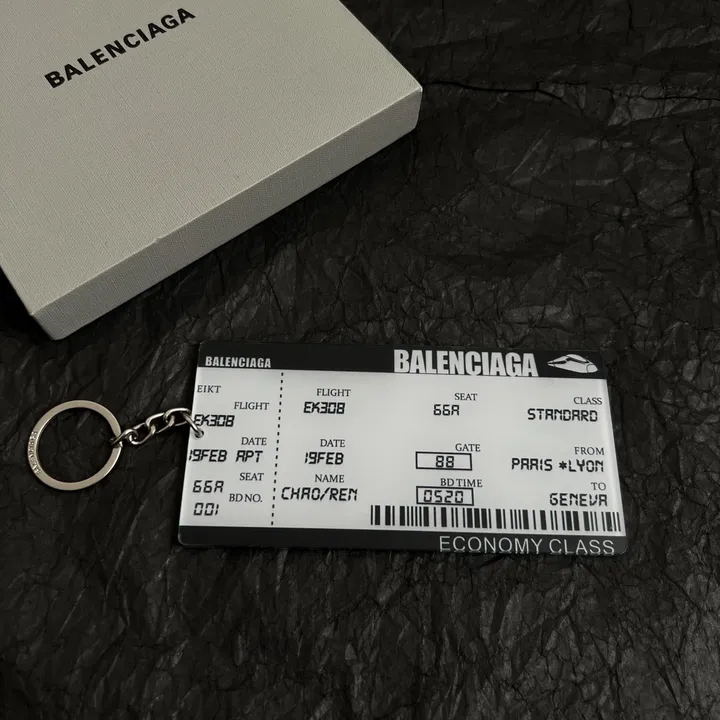 BALENCIAGA
BALENCIAGA
BALENCIAGA
EIKT
FLIGHT
EK308
DATE
19FEB APT
SEAT
66A
BD NO.
001
FLIGHT
EK308
DATE
19FEB
NAME
CHAO/REN
SEAT
66A
GATE
88
BD TIME
0520
CLASS
STANDARD
FROM
PARIS *LYON
TO
GENEVA
ECONOMY CLASS